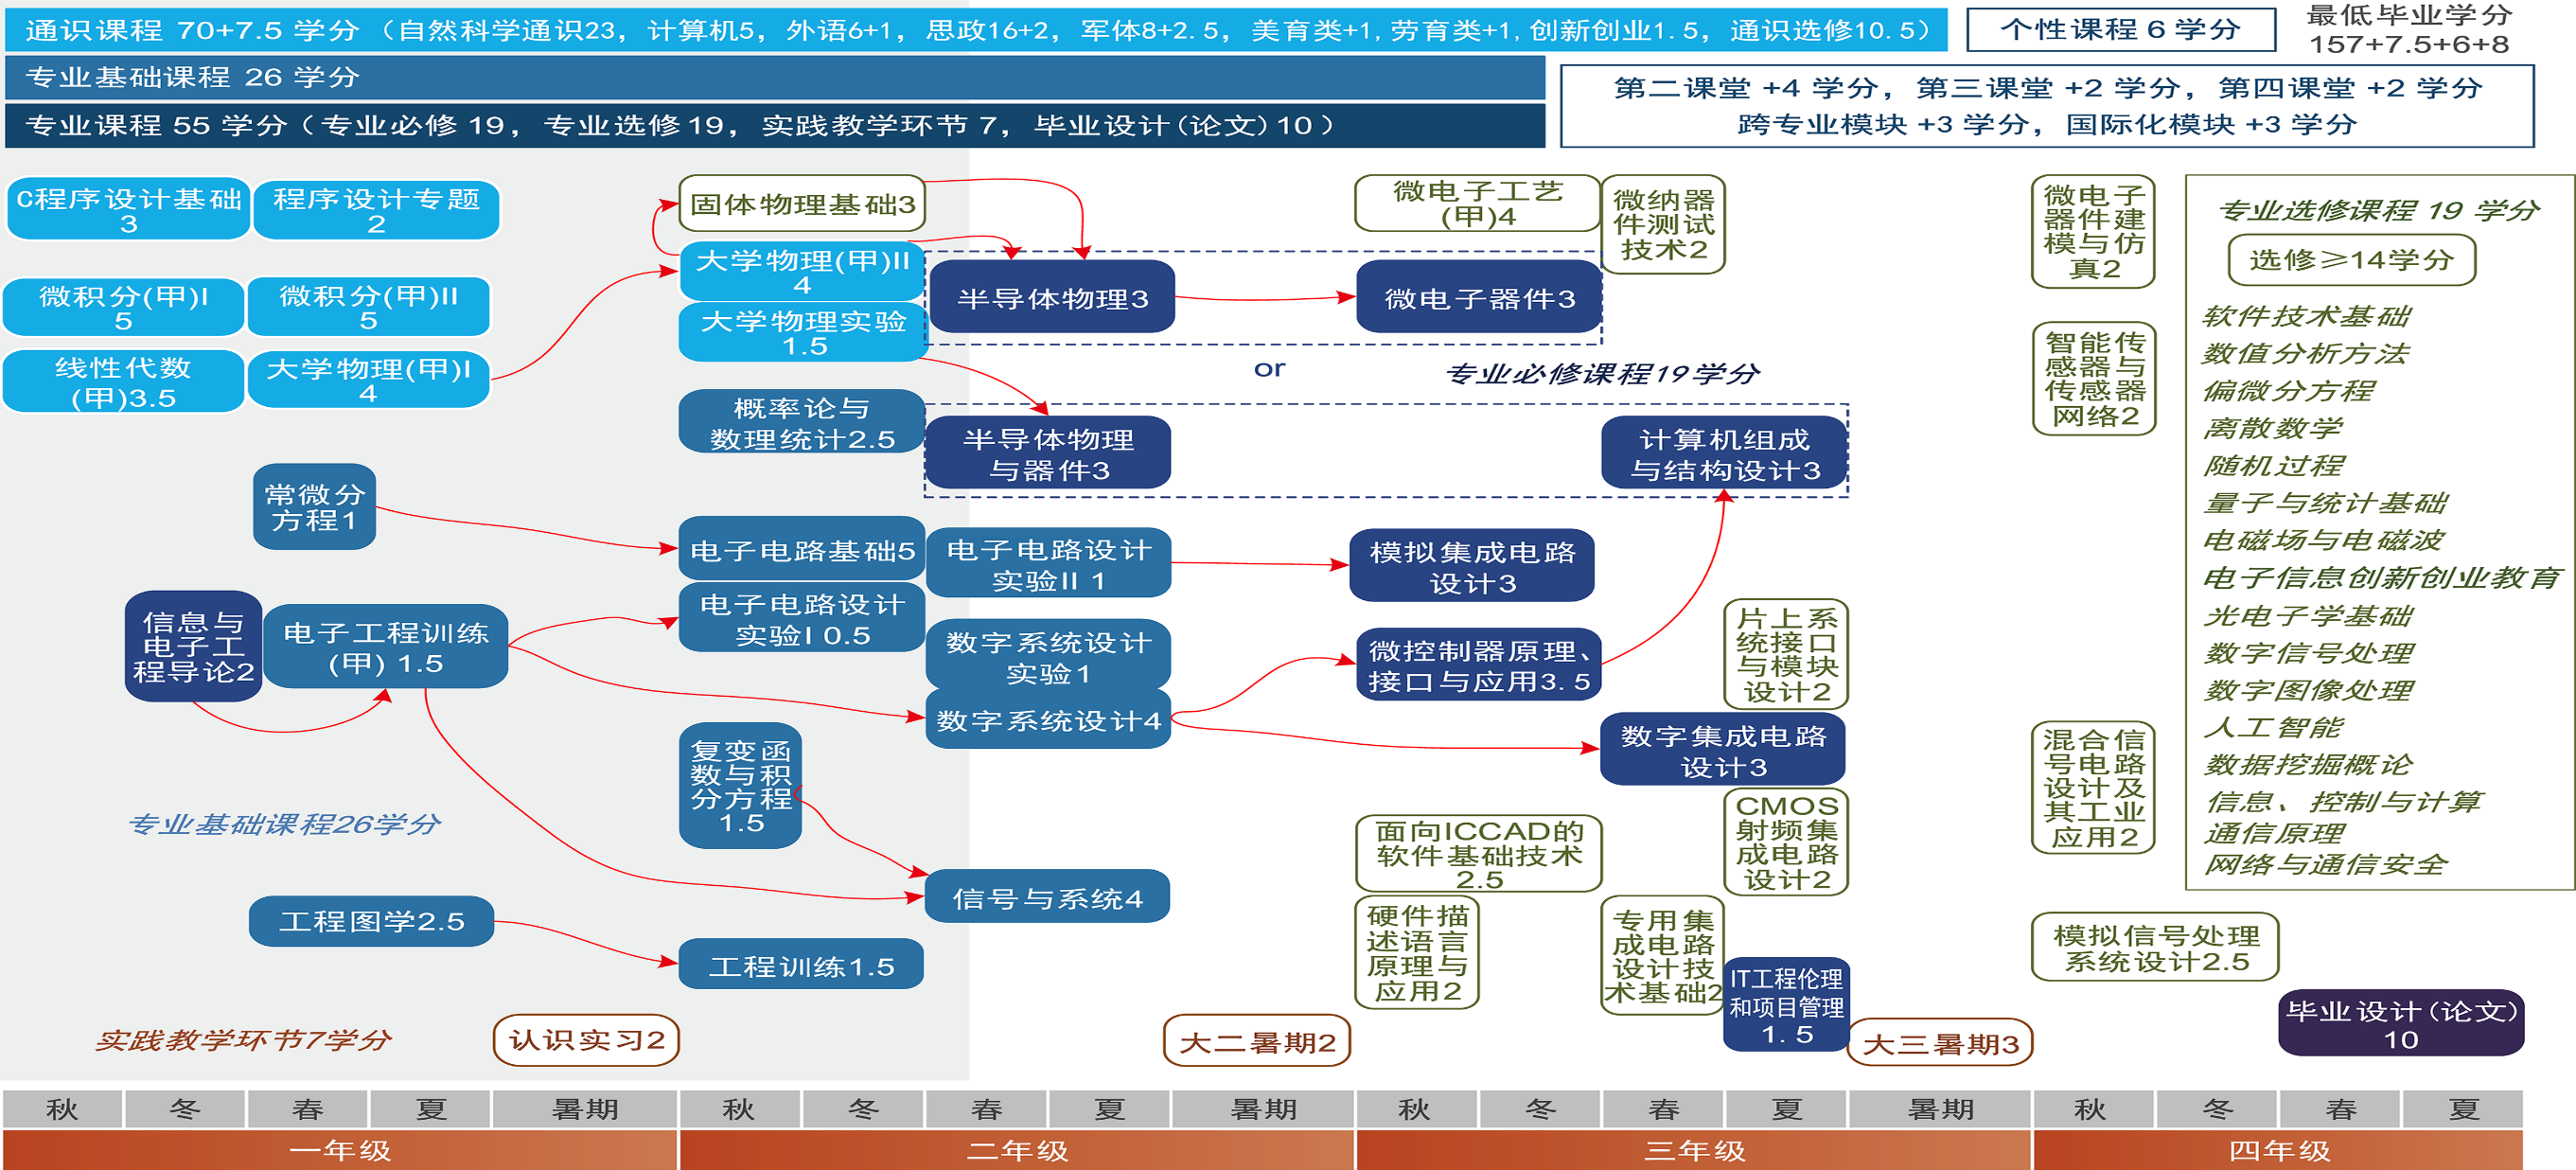 通识课程 70+7.5 学分（自然科学通识23，计算机5，外语6+1，思政16+2，军体8+2.5，美育类+1,劳育类+1,创新创业1.5，通识选修10.5）
个性课程 6 学分
最低毕业学分
157+7.5+6+8
专业基础课程 26 学分
专业课程 55 学分（专业必修 19，专业选修19，实践教学环节 7，毕业设计(论文)10）
第二课堂 +4 学分，第三课堂 +2 学分，第四课堂 +2 学分
跨专业模块 +3 学分，国际化模块 +3 学分
C程序设计基础
3
程序设计专题
2
微积分(甲)I
5
微积分(甲)II
5
线性代数
(甲)3.5
大学物理(甲)I
4
常微分
方程1
信息与
电子工
程导论2
电子工程训练
(甲) 1.5
专业基础课程26学分
工程图学2.5
实践教学环节7学分
认识实习2
固体物理基础3
大学物理(甲)II
4
大学物理实验
1.5
概率论与
数理统计2.5
电子电路基础5
电子电路设计
实验I 0.5
复变函
数与积
分方程
1.5
工程训练1.5
半导体物理3
半导体物理
与器件3
电子电路设计
实验II 1
数字系统设计
实验1
数字系统设计4
信号与系统4
大二暑期2
微电子工艺
(甲)4
微纳器
件测试
技术2
微电子器件3
or
专业必修课程19学分
计算机组成
与结构设计3
模拟集成电路
设计3
微控制器原理、
接口与应用3.5
片上系
统接口
与模块
设计2
数字集成电路
设计3
面向ICCAD的
软件基础技术
2.5
CMOS
射频集
成电路
设计2
硬件描
述语言
原理与
应用2
专用集
成电路
设计技
术基础2
IT工程伦理
和项目管理
1.5
大三暑期3
微电子
器件建
模与仿
真2
智能传
感器与
传感器
网络2
混合信
号电路
设计及
其工业
应用2
模拟信号处理
系统设计2.5
毕业设计(论文)
10
专业选修课程 19 学分
选修≥14学分
软件技术基础
数值分析方法
偏微分方程
离散数学
随机过程
量子与统计基础
电磁场与电磁波
电子信息创新创业教育
光电子学基础
数字信号处理
数字图像处理
人工智能
数据挖掘概论
信息、控制与计算
通信原理
网络与通信安全
秋 冬 春 夏 暑期 秋 冬 春 夏 暑期 秋 冬 春 夏 暑期 秋 冬 春 夏
一年级 二年级 三年级 四年级